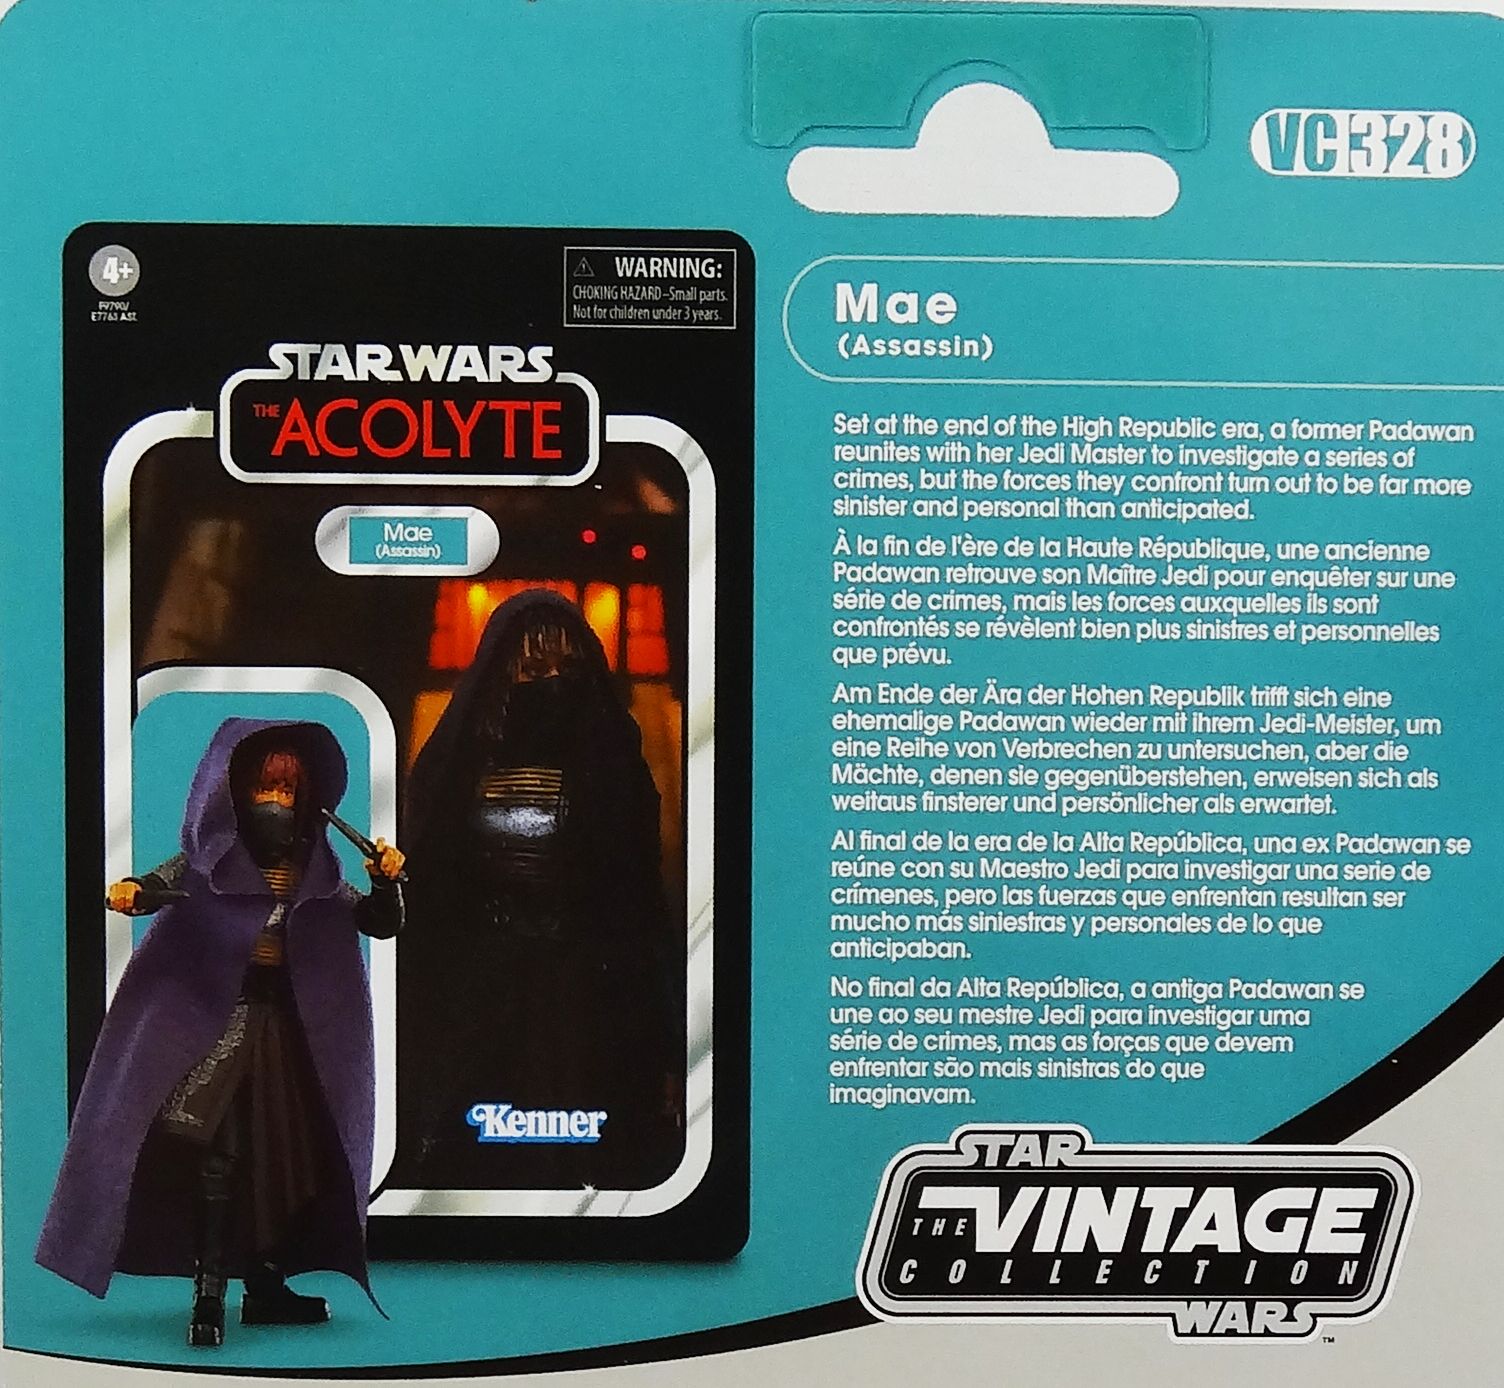 VC 328
4+
F9790/
E7763 AST.
WARNING:
CHOKING HAZARD–Small parts.
Not for children under 3 years.
STAR WARS
THE ACOLYTE
Mae
(Assassin)
Kenner
Mae
(Assassin)
Set at the end of the High Republic era, a former Padawan
reunites with her Jedi Master to investigate a series of
crimes, but the forces they confront turn out to be far more
sinister and personal than anticipated.
À la fin de l'ère de la Haute République, une ancienne
Padawan retrouve son Maître Jedi pour enquêter sur une
série de crimes, mais les forces auxquelles ils sont
confrontés se révèlent bien plus sinistres et personnelles
que prévu.
Am Ende der Ära der Hohen Republik trifft sich eine
ehemalige Padawan wieder mit ihrem Jedi-Meister, um
eine Reihe von Verbrechen zu untersuchen, aber die
Mächte, denen sie gegenüberstehen, erweisen sich als
weitaus finsterer und persönlicher als erwartet.
Al final de la era de la Alta República, una ex Padawan se
reúne con su Maestro Jedi para investigar una serie de
crímenes, pero las fuerzas que enfrentan resultan ser
mucho más siniestras y personales de lo que
anticipaban.
No final da Alta República, a antiga Padawan se
une ao seu mestre Jedi para investigar uma
série de crimes, mas as forças que devem
enfrentar são mais sinistras do que
imaginavam.
STAR
THE VINTAGE
COLLECTION
WARS
TM